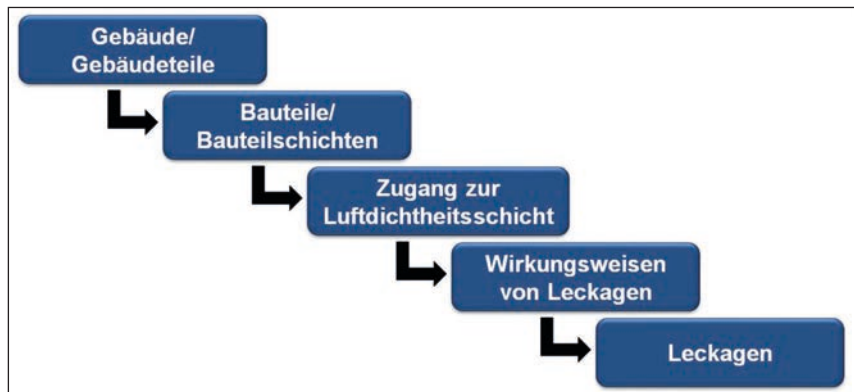 Gebäude/
Gebäudeteile
Bauteile/
Bauteilschichten
Zugang zur
Luftdichtheitsschicht
Wirkungsweisen
von Leckagen
Leckagen